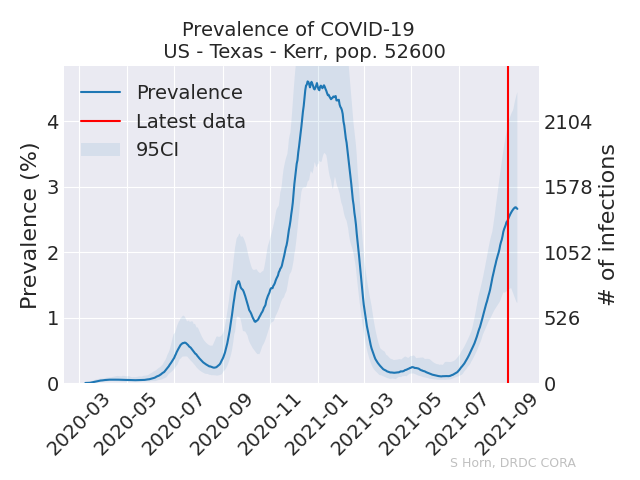 Prevalence of COVID-19
US - Texas - Kerr, pop. 52600
Prevalence
Latest data
95CI
Prevalence (%)
4
3
2
1
0
2104
1578
1052
526
0
# of infections
2020-03
2020-05
2020-07
2020-09
2020-11
2021-01
2021-03
2021-05
2021-07
2021-09
S Horn, DRDC CORA